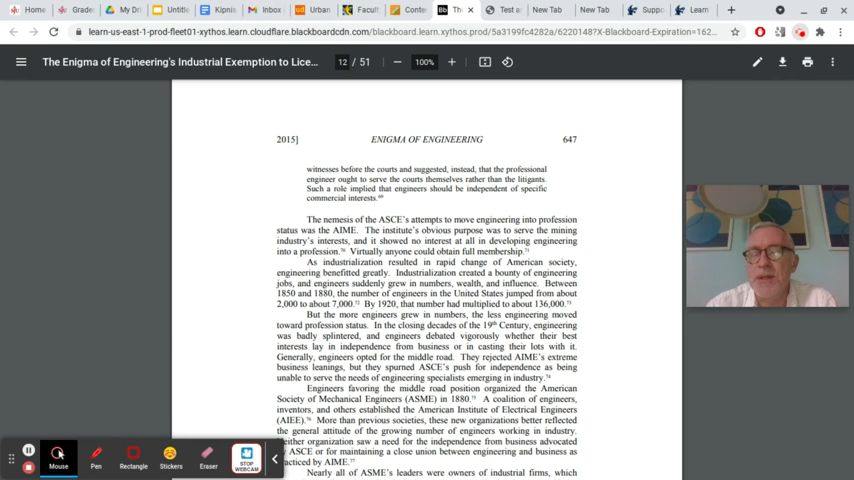 Home
Grade
My Dri
Untitle
Kipnis
Inbox
Urban
Facult
Conte
The
Test a
New Tab
New Tab
Suppo
Learn
learn-us-east-1-prod-fleet01-xythos.learn.cloudflare.blackboardcdn.com/blackboard.learn.xythos.prod/5a3199fc4282a/6220148?X-Blackboard-Expiration=162...
The Enigma of Engineering's Industrial Exemption to Lice...
12 / 51
100%
2015] ENIGMA OF ENGINEERING 647
witnesses before the courts and suggested, instead, that the professional
engineer ought to serve the courts themselves rather than the litigants.
Such a role implied that engineers should be independent of specific
commercial interests.69
The nemesis of the ASCE's attempts to move engineering into profession
status was the AIME. The institute's obvious purpose was to serve the mining
industry's interests, and it showed no interest at all in developing engineering
into a profession.70 Virtually anyone could obtain full membership.71
As industrialization resulted in rapid change of American society,
engineering benefitted greatly. Industrialization created a bounty of engineering
jobs, and engineers suddenly grew in numbers, wealth, and influence. Between
1850 and 1880, the number of engineers in the United States jumped from about
2,000 to about 7,000.72 By 1920, that number had multiplied to about 136,000.73
But the more engineers grew in numbers, the less engineering moved
toward profession status. In the closing decades of the 19th Century, engineering
was badly splintered, and engineers debated vigorously whether their best
interests lay in independence from business or in casting their lots with it.
Generally, engineers opted for the middle road. They rejected AIME's extreme
business leanings, but they spurned ASCE's push for independence as being
unable to serve the needs of engineering specialists emerging in industry.74
Engineers favoring the middle road position organized the American
Society of Mechanical Engineers (ASME) in 1880.75 A coalition of engineers,
inventors, and others established the American Institute of Electrical Engineers
(AIEE).76 More than previous societies, these new organizations better reflected
the general attitude of the growing number of engineers working in industry.
Neither organization saw a need for the independence from business advocated
by ASCE or for maintaining a close union between engineering and business as
practiced by AIME.77
Nearly all of ASME's leaders were owners of industrial firms, which
Mouse
Pen
Rectangle
Stickers
Eraser
STOP
WEBCAM